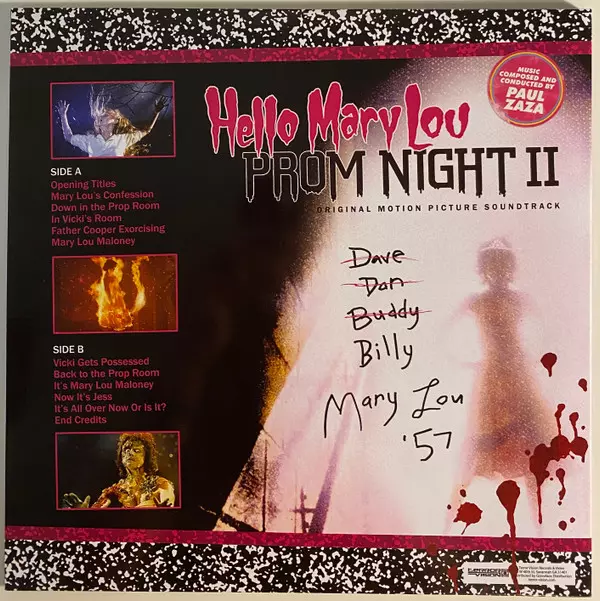 MUSIC
COMPOSED AND
CONDUCTED BY
PAUL
ZAZA
Hello Mary Lou
PROM NIGHT II
ORIGINAL MOTION PICTURE SOUNDTRACK
SIDE A
Opening Titles
Mary Lou's Confession
Down in the Prop Room
In Vicki's Room
Father Cooper Exorcising
Mary Lou Maloney
Dave
Dan
Buddy
Billy
Mary Lou
'57
SIDE B
Vicki Gets Possessed
Back to the Prop Room
It's Mary Lou Maloney
Now It's Jess
It's All Over Now Or Is It?
End Credits